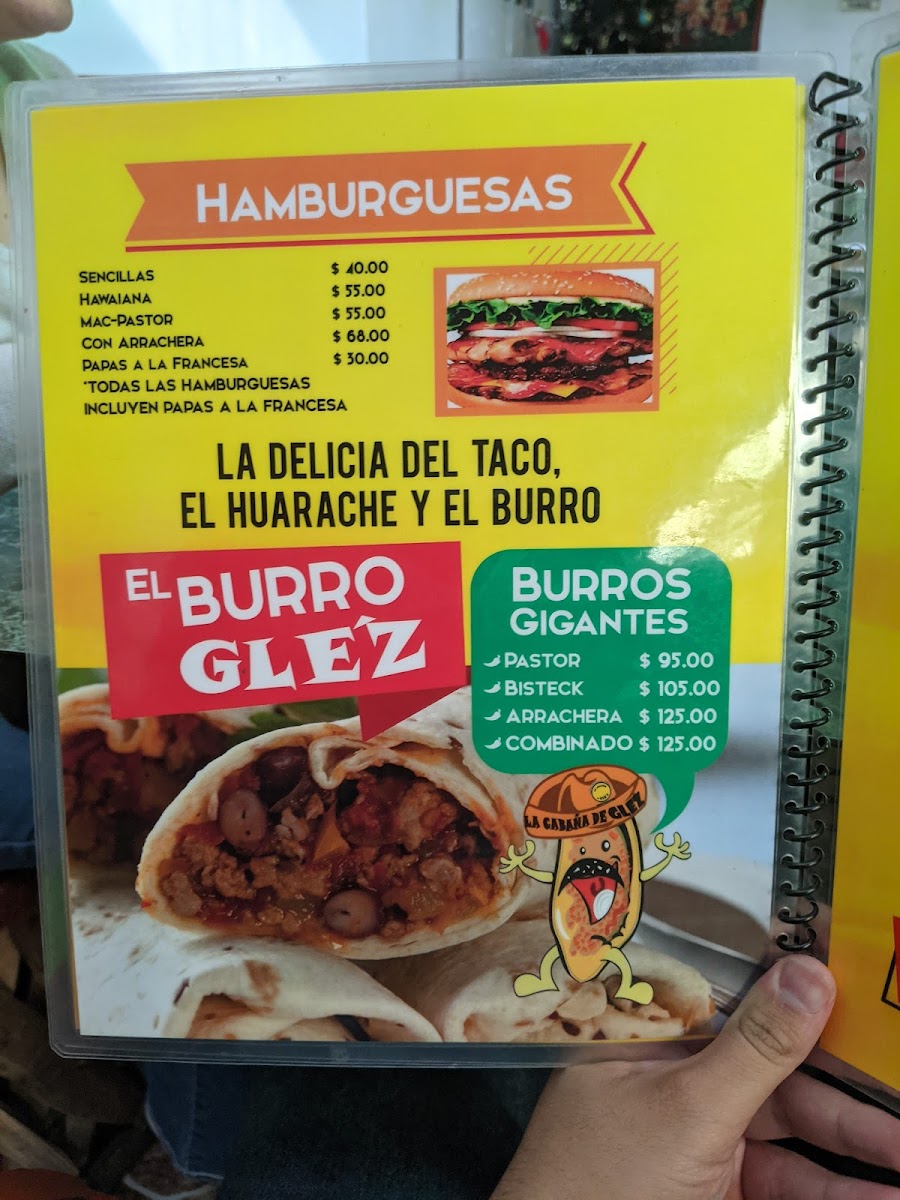 HAMBURGUESAS
SENCILLAS $ 40.00
HAWAIANA $ 55.00
MAC-PASTOR $ 55.00
CON ARRACHERA $ 68.00
PAPAS A LA FRANCESA $ 30.00
*TODAS LAS HAMBURGUESAS
INCLUYEN PAPAS A LA FRANCESA
LA DELICIA DEL TACO,
EL HUARACHE Y EL BURRO
EL BURRO
GLE'Z
BURROS
GIGANTES
PASTOR $ 95.00
BISTECK $ 105.00
ARRACHERA $ 125.00
COMBINADO $ 125.00
LA CABAÑA DE GLEZ